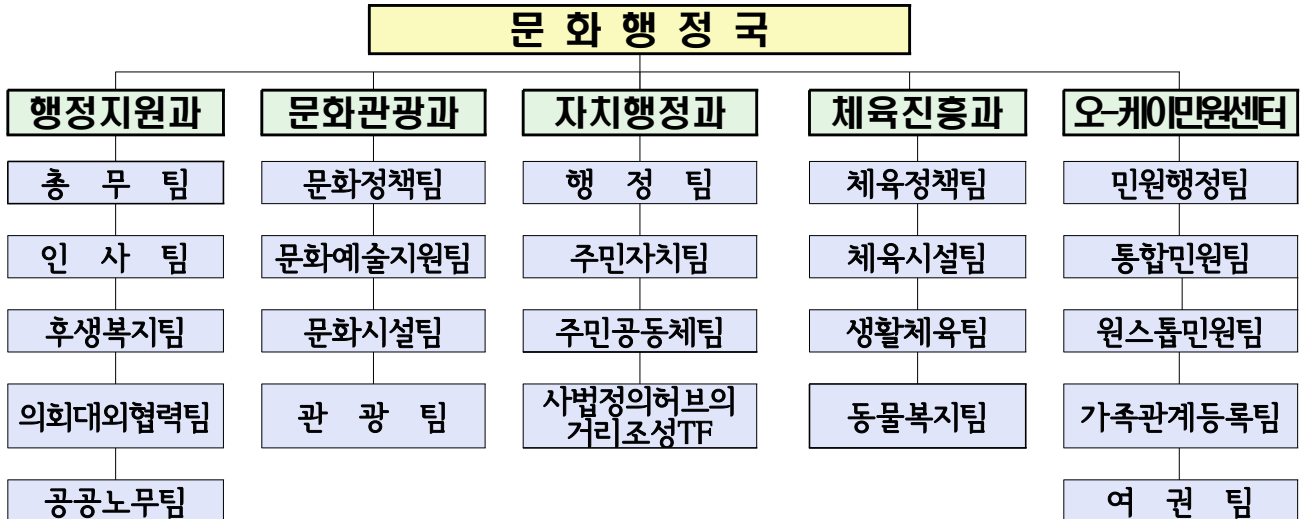 문 화 행 정 국
행정지원과 문화관광과 자치행정과 체육진흥과 오-케이민원센터
총 무 팀 문화정책팀 행 정 팀 체육정책팀 민원행정팀
인 사 팀 문화예술지원팀 주민자치팀 체육시설팀 통합민원팀
후생복지팀 문화시설팀 주민공동체팀 생활체육팀 원스톱민원팀
의회대외협력팀 관 광 팀 사법정의허브의 동물복지팀 가족관계등록팀
거리조성TF
공공노무팀 여 권 팀